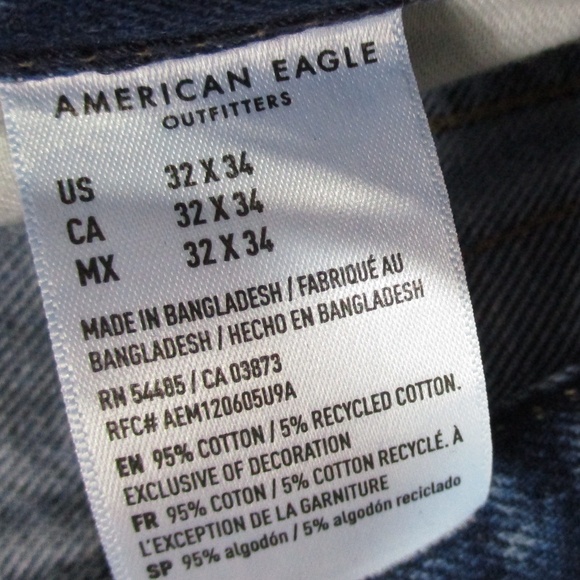 AMERICAN EAGLE
OUTFITTERS
US 32 X 34
CA 32 X 34
MX 32 X 34
MADE IN BANGLADESH / FABRIQUÉ AU
BANGLADESH / HECHO EN BANGLADESH
RN 54485 / CA 03873
RFC# AEM120605U9A
EN 95% COTTON / 5% RECYCLED COTTON.
EXCLUSIVE OF DECORATION
FR 95% COTON / 5% COTTON RECYCLÉ. À
L'EXCEPTION DE LA GARNITURE
SP 95% algodón / 5% algodón reciclado